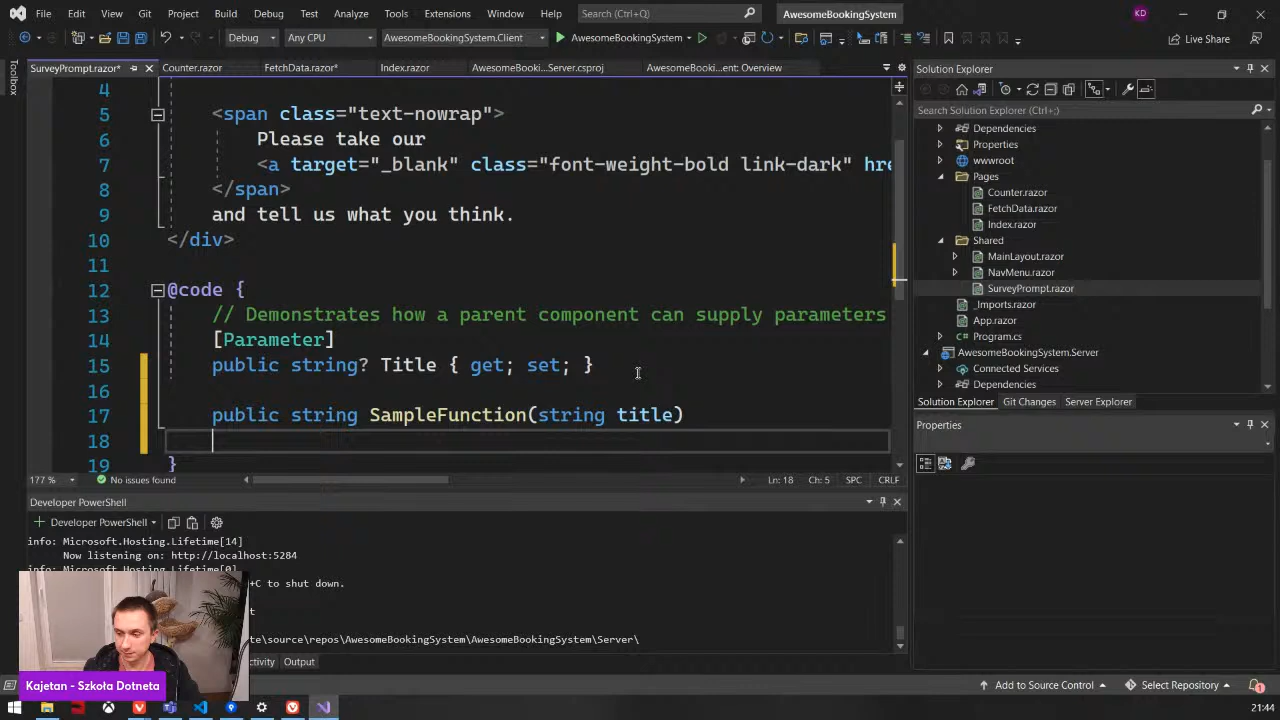 File Edit View Git Project Build Debug Test Analyze Tools Extensions Window Help Search (Ctrl+Q) AwesomeBookingSystem KD
Debug Any CPU AwesomeBookingSystem.Client AwesomeBookingSystem Live Share
Toolbox
SurveyPrompt.razor* Counter.razor FetchData.razor* Index.razor AwesomeBooki...Server.csproj AwesomeBooki...ent: Overview
4
5 <span class="text-nowrap">
6 Please take our
7 <a target="_blank" class="font-weight-bold link-dark" hre
8 </span>
9 and tell us what you think.
10 </div>
11
12 @code {
13 // Demonstrates how a parent component can supply parameters
14 [Parameter]
15 public string? Title { get; set; }
16
17 public string SampleFunction(string title)
18
19 }
177 % No issues found Ln: 18 Ch: 5 SPC CRLF
Developer PowerShell
Developer PowerShell
info: Microsoft.Hosting.Lifetime[14]
Now listening on: http://localhost:5284
info: Microsoft.Hosting.Lifetime[0]
+C to shut down.
te\source\repos\AwesomeBookingSystem\AwesomeBookingSystem\Server\
ctivity Output
Kajetan - Szkoła Dotneta
Solution Explorer
Search Solution Explorer (Ctrl+;)
Dependencies
Properties
wwwroot
Pages
Counter.razor
FetchData.razor
Index.razor
Shared
MainLayout.razor
NavMenu.razor
SurveyPrompt.razor
_Imports.razor
App.razor
Program.cs
AwesomeBookingSystem.Server
Connected Services
Dependencies
Solution Explorer Git Changes Server Explorer
Properties
Add to Source Control Select Repository 1
21:44